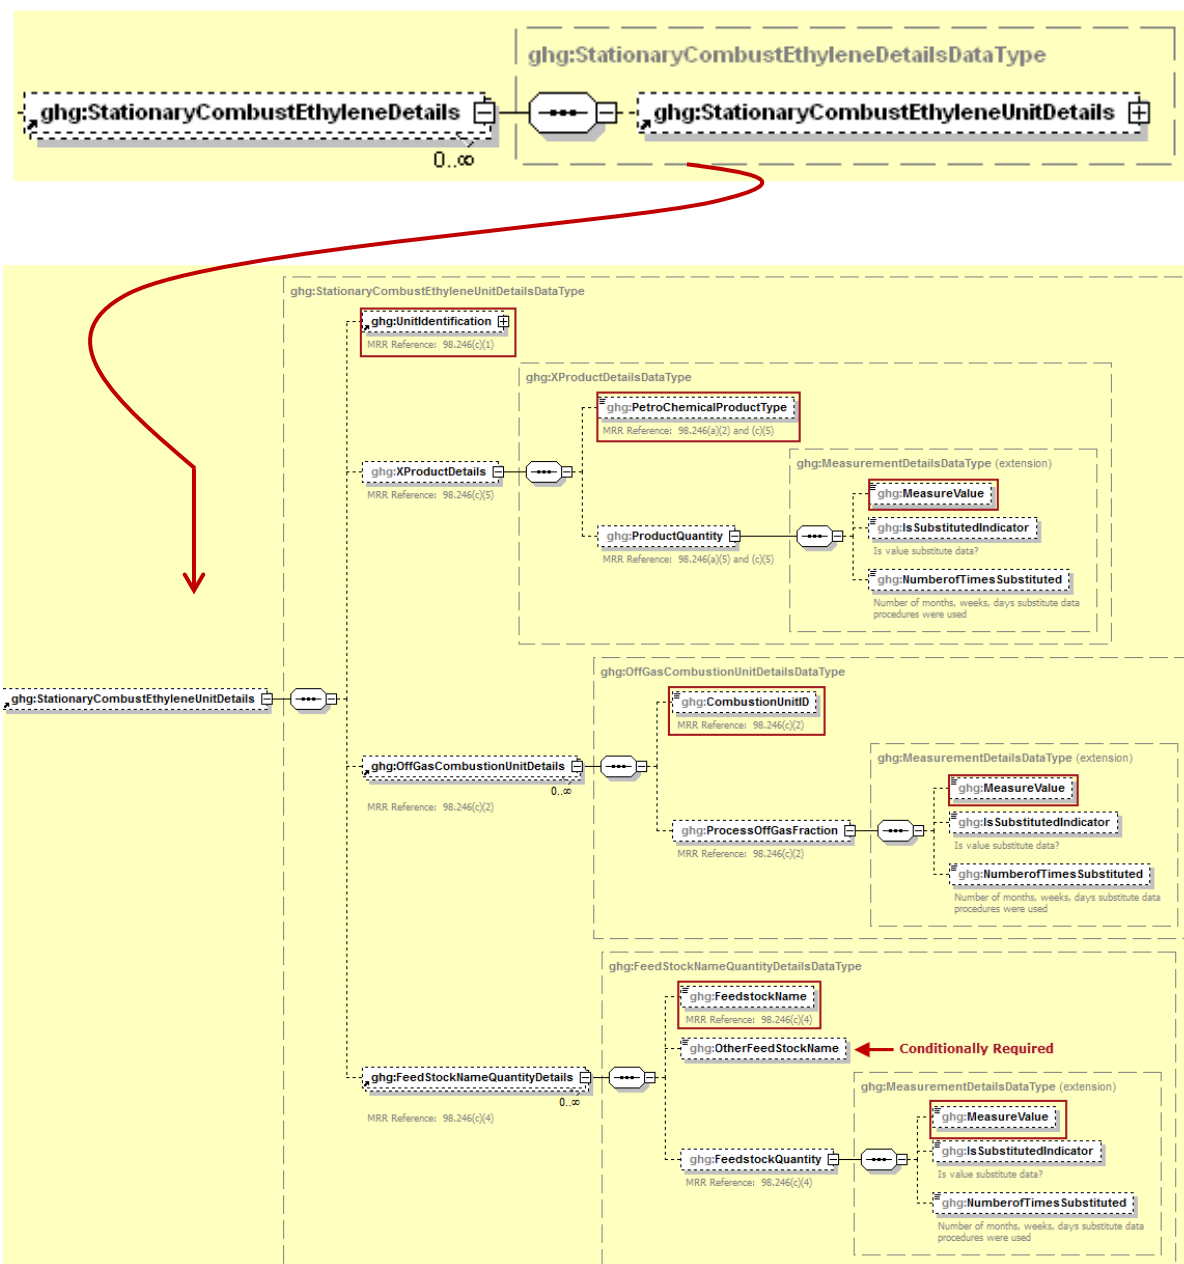 ghg:StationaryCombustEthyleneDetailsDataType
ghg:StationaryCombustEthyleneDetails
ghg:StationaryCombustEthyleneUnitDetails
0..∞
ghg:StationaryCombustEthyleneUnitDetailsDataType
ghg:UnitIdentification
MRR Reference: 98.246(c)(1)
ghg:XProductDetailsDataType
ghg:PetroChemicalProductType
MRR Reference: 98.246(a)(2) and (c)(5)
ghg:MeasurementDetailsDataType (extension)
ghg:XProductDetails
MRR Reference: 98.246(c)(5)
ghg:MeasureValue
ghg:IsSubstitutedIndicator
Is value substitute data?
ghg:ProductQuantity
MRR Reference: 98.246(a)(5) and (c)(5)
ghg:NumberofTimesSubstituted
Number of months, weeks, days substitute data
procedures were used
ghg:OffGasCombustionUnitDetailsDataType
ghg:StationaryCombustEthyleneUnitDetails
ghg:CombustionUnitID
MRR Reference: 98.246(c)(2)
ghg:MeasurementDetailsDataType (extension)
ghg:OffGasCombustionUnitDetails
0..∞
MRR Reference: 98.246(c)(2)
ghg:MeasureValue
ghg:IsSubstitutedIndicator
Is value substitute data?
ghg:ProcessOffGasFraction
MRR Reference: 98.246(c)(2)
ghg:NumberofTimesSubstituted
Number of months, weeks, days substitute data
procedures were used
ghg:FeedStockNameQuantityDetailsDataType
ghg:FeedstockName
MRR Reference: 98.246(c)(4)
ghg:OtherFeedStockName
Conditionally Required
ghg:FeedStockNameQuantityDetails
0..∞
MRR Reference: 98.246(c)(4)
ghg:MeasurementDetailsDataType (extension)
ghg:MeasureValue
ghg:IsSubstitutedIndicator
Is value substitute data?
ghg:FeedstockQuantity
MRR Reference: 98.246(c)(4)
ghg:NumberofTimesSubstituted
Number of months, weeks, days substitute data
procedures were used